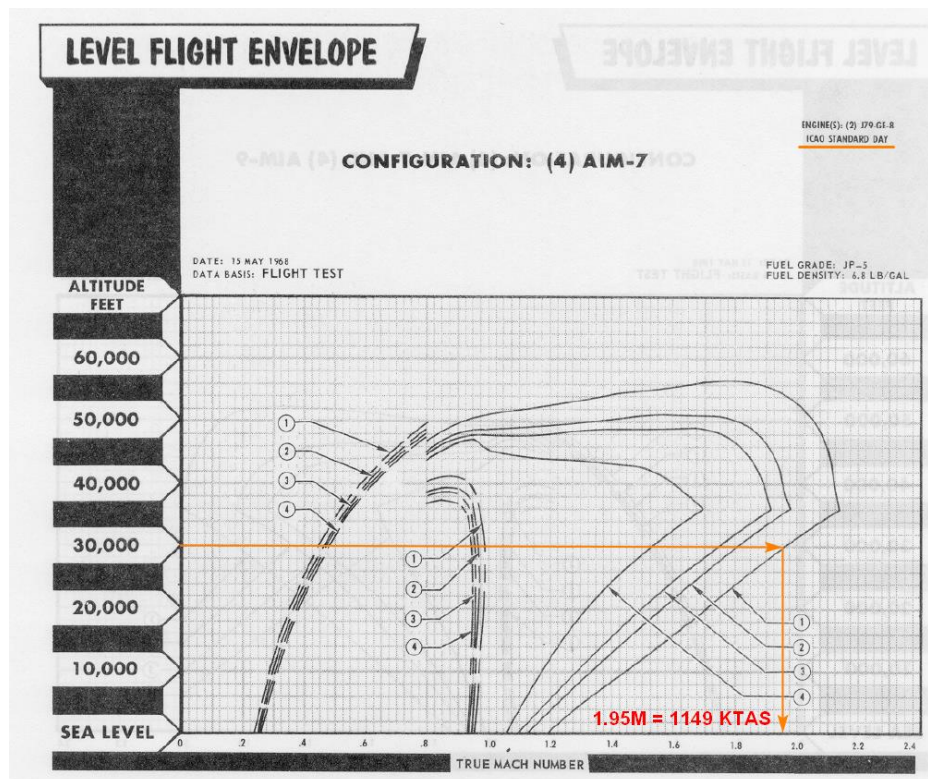 LEVEL FLIGHT ENVELOPE
ENGINE(S): (2) J79-GE-8
ICAO STANDARD DAY
CONFIGURATION: (4) AIM-7
DATE: 15 MAY 1968
DATA BASIS: FLIGHT TEST
FUEL GRADE: JP-5
FUEL DENSITY: 6.8 LB/GAL
ALTITUDE
FEET
60,000
50,000
40,000
30,000
20,000
10,000
SEA LEVEL
1
2
3
4
1
2
3
4
1
2
3
4
1.95M = 1149 KTAS
0 .2 .4 .6 .8 1.0 1.2 1.4 1.6 1.8 2.0 2.2 2.4
TRUE MACH NUMBER